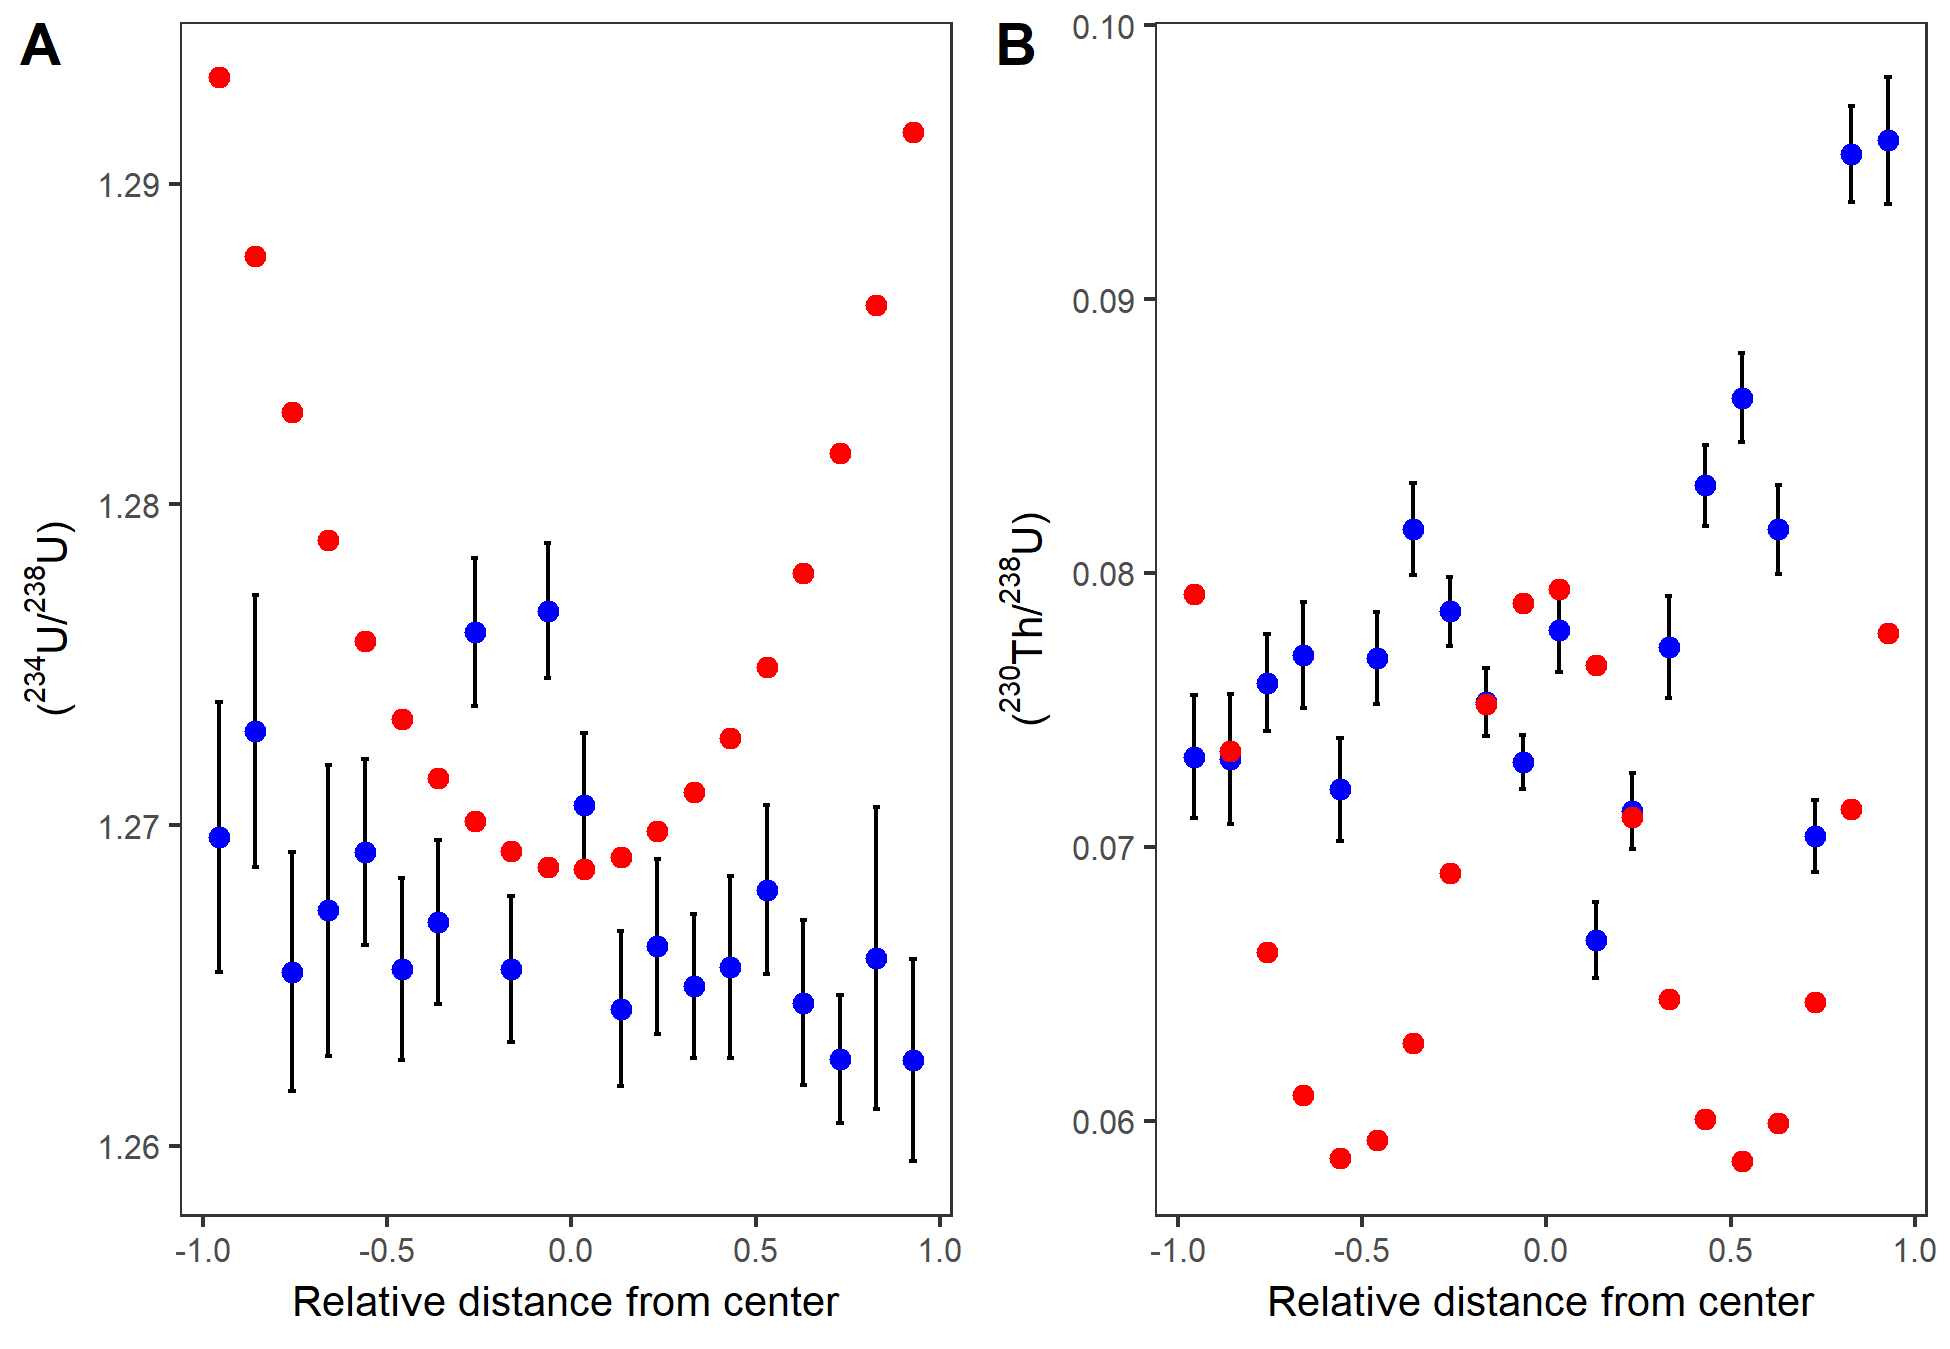 A
(²³⁴U/²³⁸U)
1.29
1.28
1.27
1.26
-1.0 -0.5 0.0 0.5 1.0
Relative distance from center
B
(²³⁰Th/²³⁸U)
0.10
0.09
0.08
0.07
0.06
-1.0 -0.5 0.0 0.5 1.0
Relative distance from center